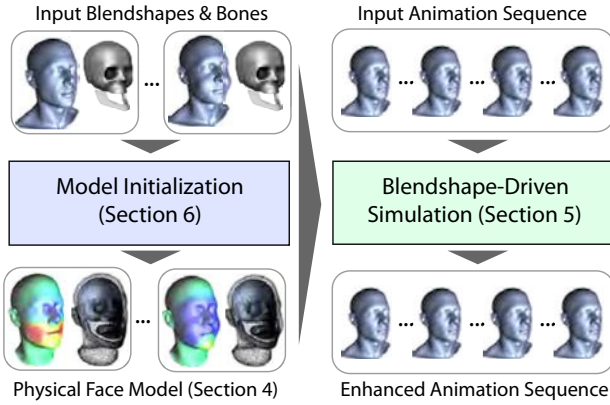 Input Blendshapes & Bones
...
Model Initialization
(Section 6)
...
Physical Face Model (Section 4)
Input Animation Sequence
... ... ...
Blendshape-Driven
Simulation (Section 5)
... ... ...
Enhanced Animation Sequence